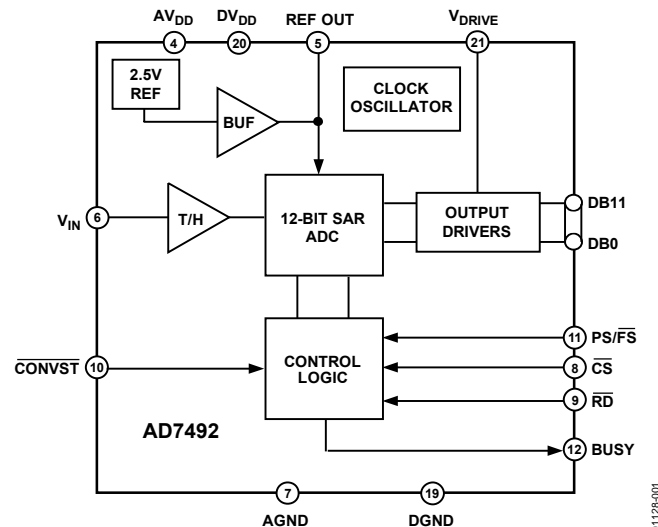 AVDD
DVDD
REF OUT
VDRIVE
4
20
5
21
2.5V
REF
CLOCK
OSCILLATOR
BUF
VIN
6
T/H
12-BIT SAR
ADC
OUTPUT
DRIVERS
DB11
DB0
CONVST
10
CONTROL
LOGIC
11
PS/FS
8
CS
9
RD
12
BUSY
AD7492
7
19
AGND
DGND
1128-001